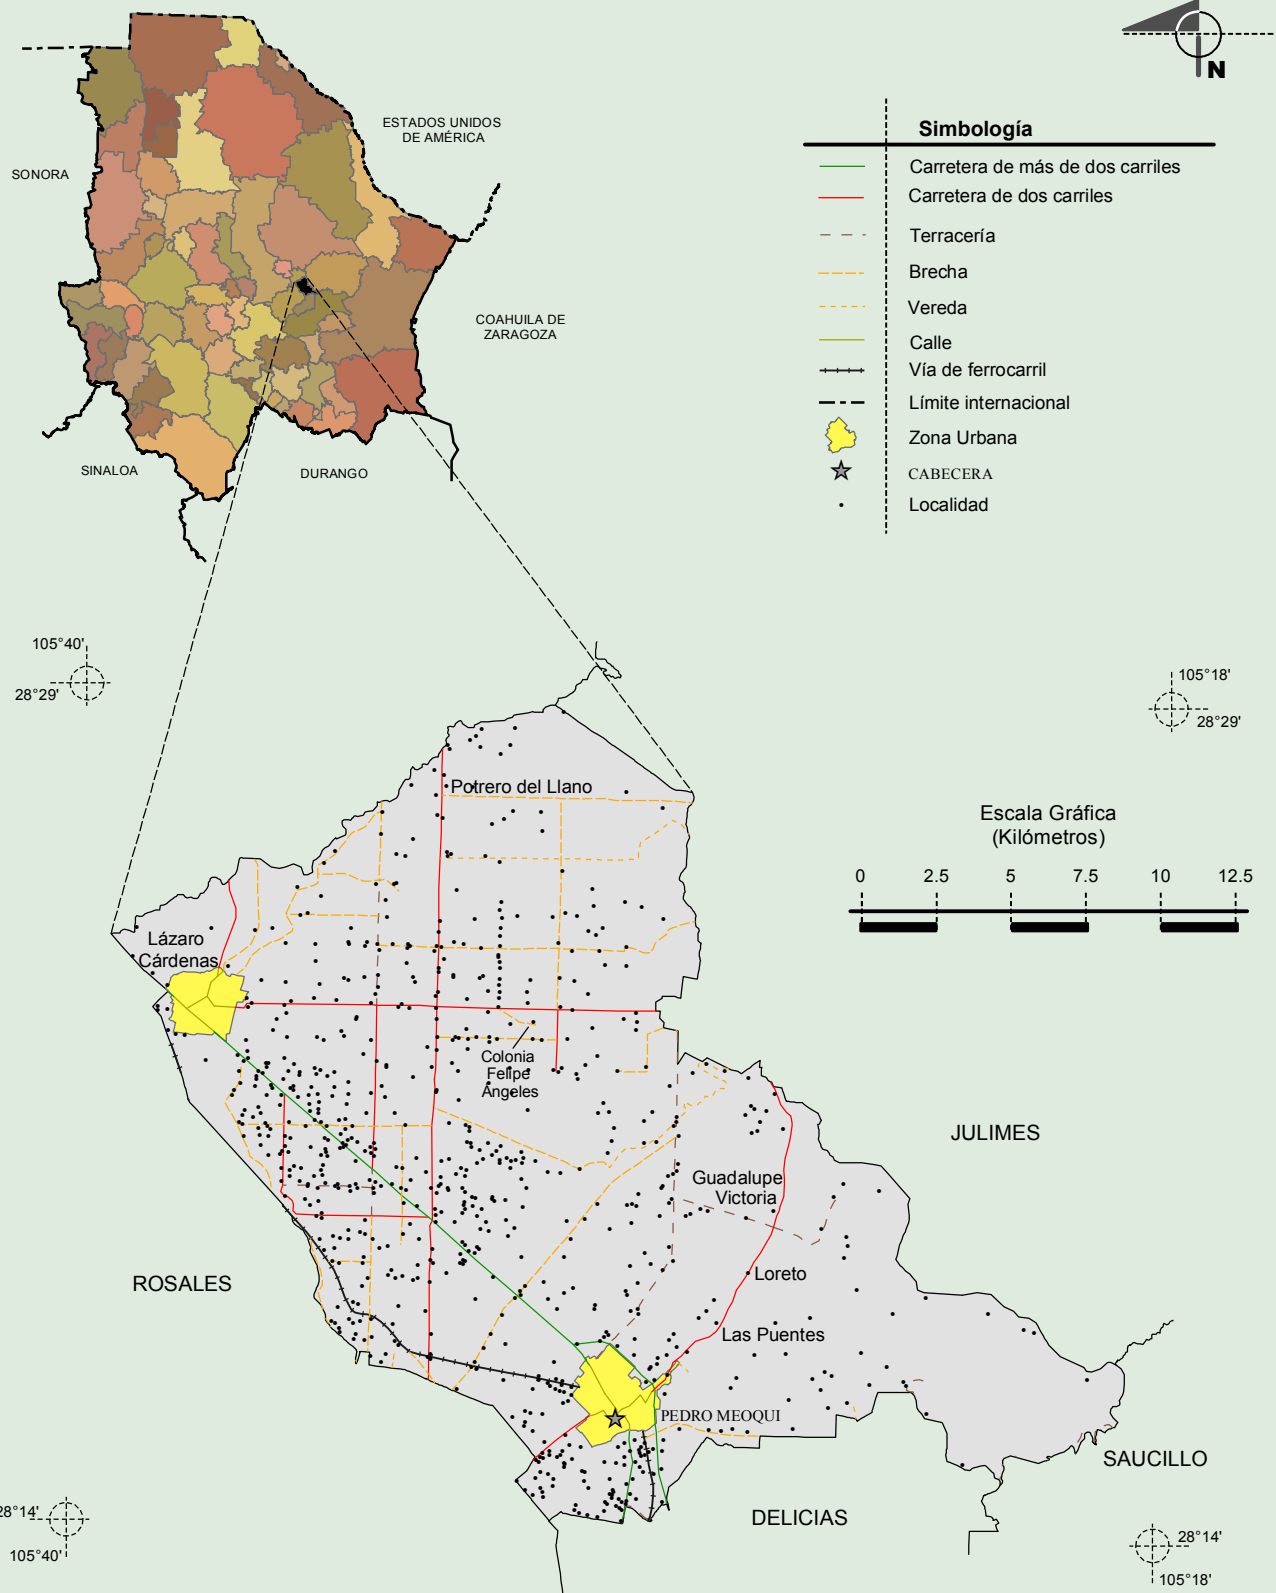 N
ESTADOS UNIDOS
DE AMÉRICA
SONORA
COAHUILA DE
ZARAGOZA
SINALOA
DURANGO
Simbología
Carretera de más de dos carriles
Carretera de dos carriles
Terracería
Brecha
Vereda
Calle
Vía de ferrocarril
Límite internacional
Zona Urbana
CABECERA
Localidad
105°40'
28°29'
105°18'
28°29'
Escala Gráfica
(Kilómetros)
0 2.5 5 7.5 10 12.5
Potrero del Llano
Lázaro
Cárdenas
Colonia
Felipe
Ángeles
JULIMES
Guadalupe
Victoria
ROSALES
Loreto
Las Puentes
PEDRO MEOQUI
SAUCILLO
DELICIAS
28°14'
105°40'
28°14'
105°18'